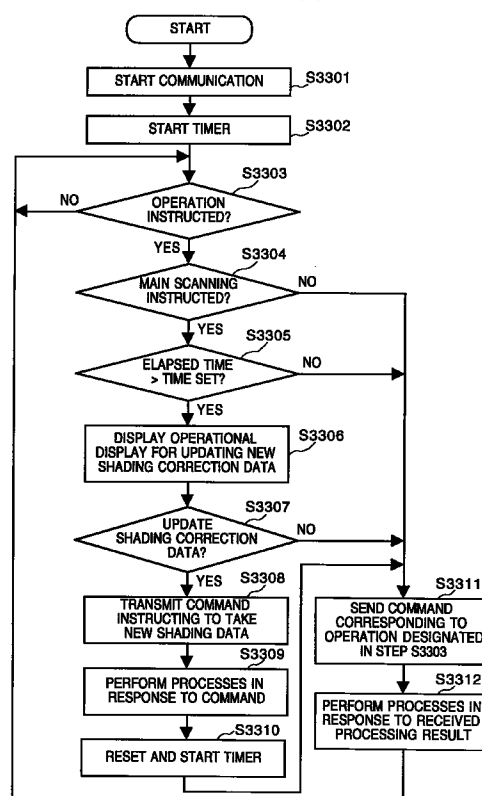 START
START COMMUNICATION
S3301
START TIMER
S3302
S3303
NO
OPERATION
INSTRUCTED?
YES
S3304
MAIN SCANNING
INSTRUCTED?
NO
YES
S3305
ELAPSED TIME
> TIME SET?
NO
YES
S3306
DISPLAY OPERATIONAL
DISPLAY FOR UPDATING NEW
SHADING CORRECTION DATA
S3307
UPDATE
SHADING CORRECTION
DATA?
NO
YES
S3308
TRANSMIT COMMAND
INSTRUCTING TO TAKE
NEW SHADING DATA
S3309
PERFORM PROCESSES IN
RESPONSE TO COMMAND
S3310
RESET AND START TIMER
S3311
SEND COMMAND
CORRESPONDING TO
OPERATION DESIGNATED
IN STEP S3303
S3312
PERFORM PROCESSES IN
RESPONSE TO RECEIVED
PROCESSING RESULT